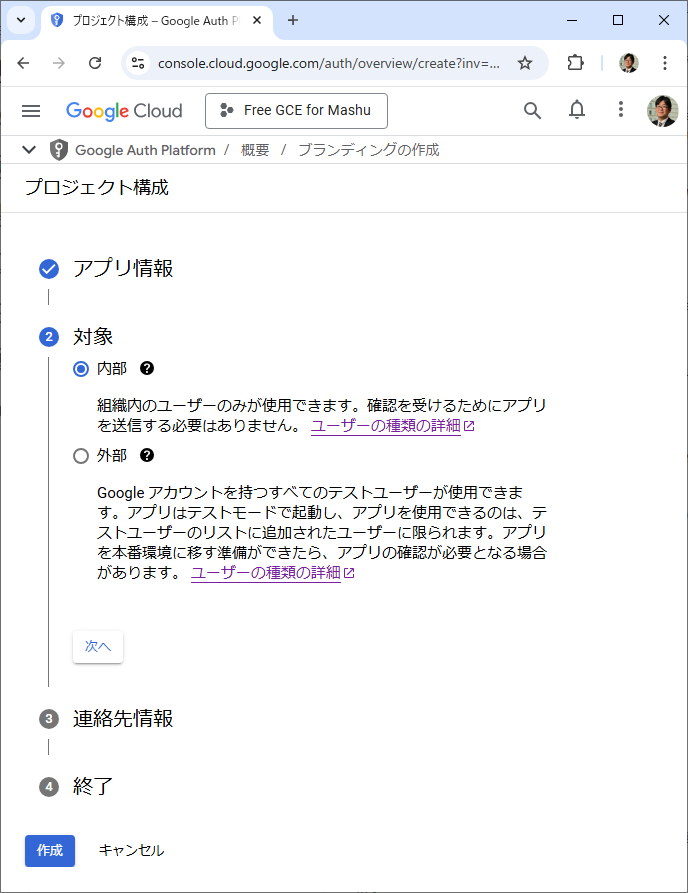 プロジェクト構成 – Google Auth P
console.cloud.google.com/auth/overview/create?inv=...
Google Cloud
Free GCE for Mashu
Google Auth Platform / 概要 / ブランディングの作成
プロジェクト構成
アプリ情報
2 対象
内部
組織内のユーザーのみが使用できます。確認を受けるためにアプリ
を送信する必要はありません。 ユーザーの種類の詳細
外部
Google アカウントを持つすべてのテストユーザーが使用できま
す。アプリはテストモードで起動し、アプリを使用できるのは、テ
ストユーザーのリストに追加されたユーザーに限られます。アプリ
を本番環境に移す準備ができたら、アプリの確認が必要となる場合
があります。 ユーザーの種類の詳細
次へ
3 連絡先情報
4 終了
作成 キャンセル